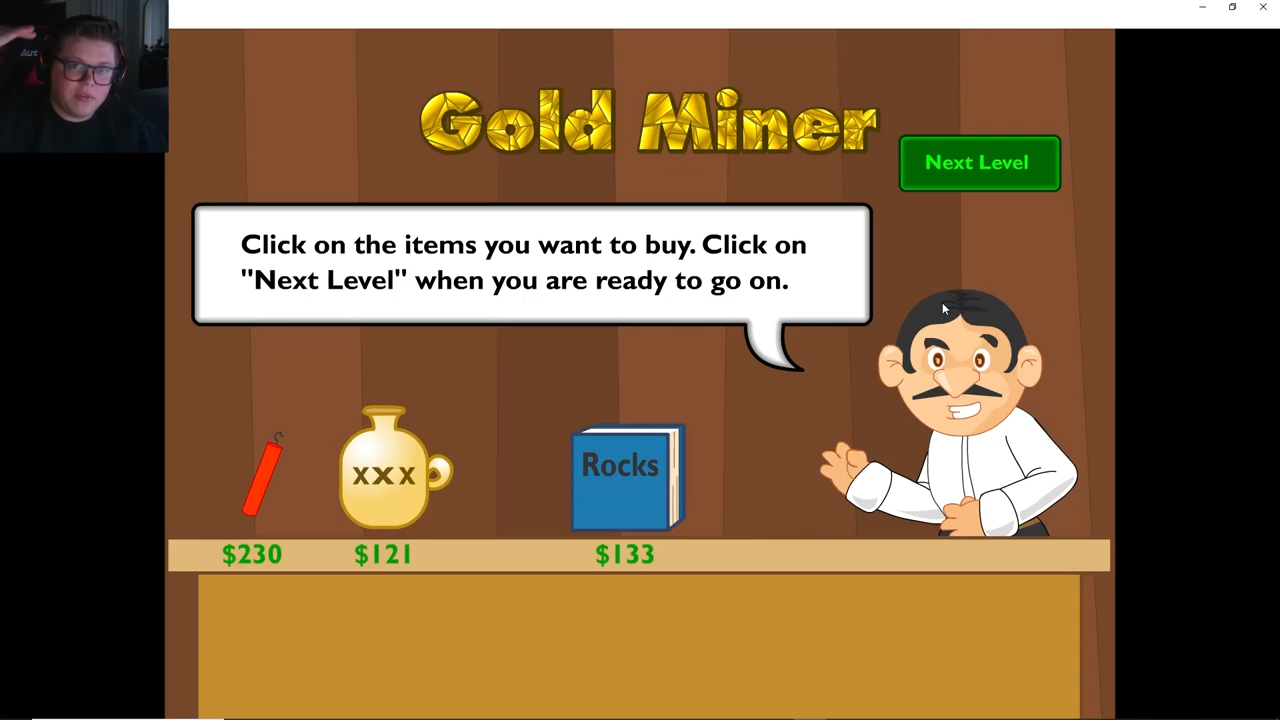 Gold Miner
Next Level
Click on the items you want to buy. Click on
"Next Level" when you are ready to go on.
XXX
Rocks
$230
$121
$133